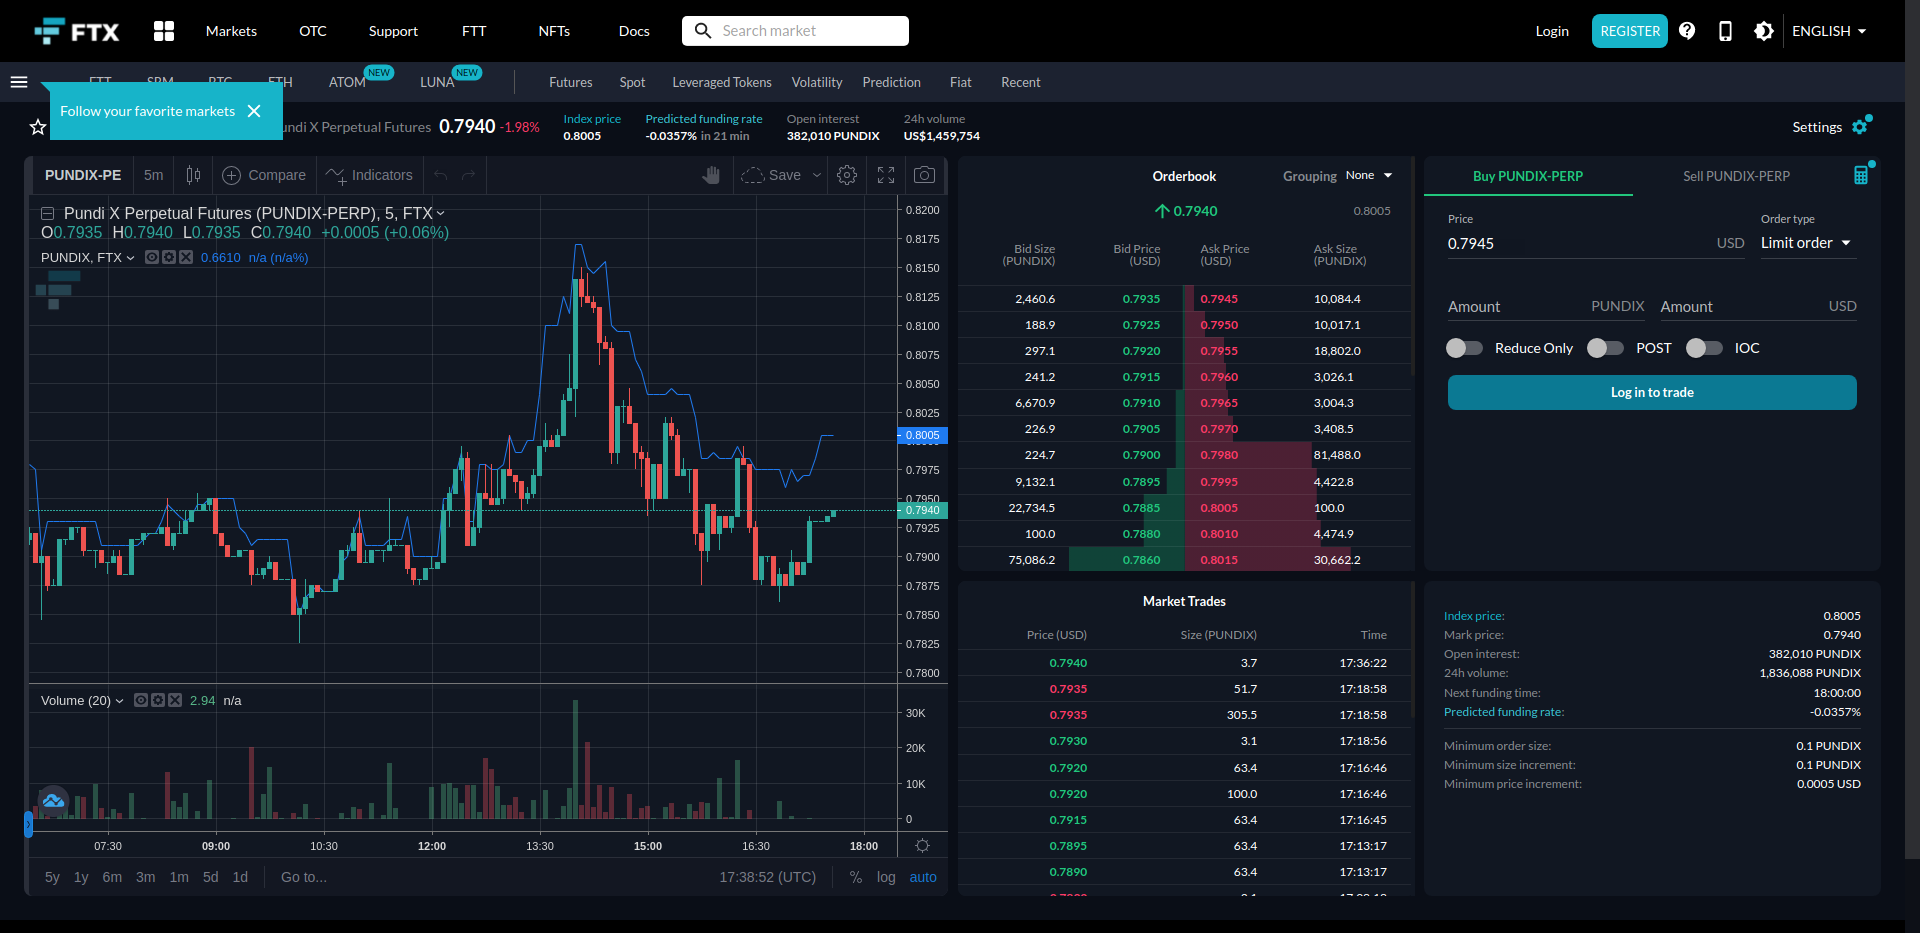 FTX
Markets
OTC
Support
FTT
NFTs
Docs
Search market
Login
REGISTER
ENGLISH
ATOM NEW
LUNA NEW
Futures
Spot
Leveraged Tokens
Volatility
Prediction
Fiat
Recent
Follow your favorite markets
X Perpetual Futures
0.7940 -1.98%
Index price
0.8005
Predicted funding rate
-0.0357% in 21 min
Open interest
382,010 PUNDIX
24h volume
US$1,459,754
Settings
PUNDIX-PE
5m
Compare
Indicators
Save
Pundi X Perpetual Futures (PUNDIX-PERP), 5, FTX
O0.7935 H0.7940 L0.7935 C0.7940 +0.0005 (+0.06%)
PUNDIX, FTX 0.6610 n/a (n/a%)
0.8200
0.8175
0.8150
0.8125
0.8100
0.8075
0.8050
0.8025
0.8005
0.7975
0.7950
0.7940
0.7925
0.7900
0.7875
0.7850
0.7825
0.7800
Volume (20) 2.94 n/a
30K
20K
10K
0
07:30 09:00 10:30 12:00 13:30 15:00 16:30 18:00
5y 1y 6m 3m 1m 5d 1d Go to...
17:38:52 (UTC) % log auto
Orderbook
Grouping None
0.7940
0.8005
Bid Size (PUNDIX) Bid Price (USD) Ask Price (USD) Ask Size (PUNDIX)
2,460.6 0.7935 0.7945 10,084.4
188.9 0.7925 0.7950 10,017.1
297.1 0.7920 0.7955 18,802.0
241.2 0.7915 0.7960 3,026.1
6,670.9 0.7910 0.7965 3,004.3
226.9 0.7905 0.7970 3,408.5
224.7 0.7900 0.7980 81,488.0
9,132.1 0.7895 0.7995 4,422.8
22,734.5 0.7885 0.8005 100.0
100.0 0.7880 0.8010 4,474.9
75,086.2 0.7860 0.8015 30,662.2
Market Trades
Price (USD) Size (PUNDIX) Time
0.7940 3.7 17:36:22
0.7935 51.7 17:18:58
0.7935 305.5 17:18:58
0.7930 3.1 17:18:56
0.7920 63.4 17:16:46
0.7920 100.0 17:16:46
0.7915 63.4 17:16:45
0.7895 63.4 17:13:17
0.7890 63.4 17:13:17
Buy PUNDIX-PERP
Sell PUNDIX-PERP
Price
0.7945 USD
Order type
Limit order
Amount PUNDIX
Amount USD
Reduce Only
POST
IOC
Log in to trade
Index price: 0.8005
Mark price: 0.7940
Open interest: 382,010 PUNDIX
24h volume: 1,836,088 PUNDIX
Next funding time: 18:00:00
Predicted funding rate: -0.0357%
Minimum order size: 0.1 PUNDIX
Minimum size increment: 0.1 PUNDIX
Minimum price increment: 0.0005 USD